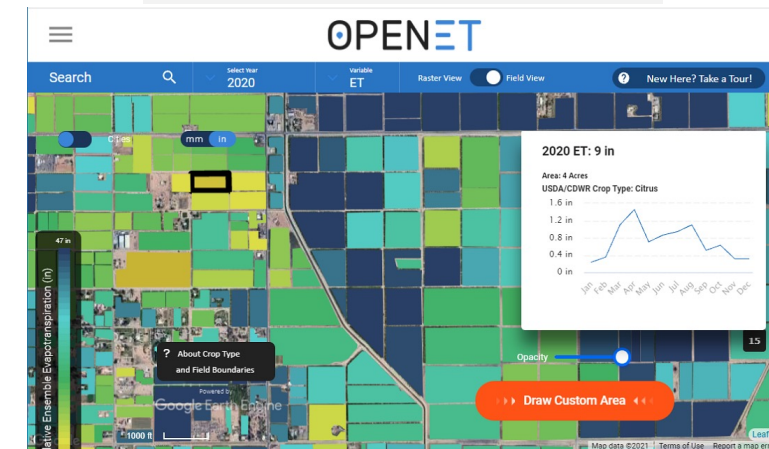 OPENET
Search
Select Year
2020
Variable
ET
Raster View
Field View
? New Here? Take a Tour!
Cities
mm in
2020 ET: 9 in
Area: 4 Acres
USDA/CDWR Crop Type: Citrus
1.6 in
1.2 in
0.8 in
0.4 in
0 in
Jan Feb Mar Apr May Jun Jul Aug Sep Oct Nov Dec
47 in
ative Ensemble Evapotranspiration (in)
15
? About Crop Type
and Field Boundaries
Opacity
Powered by
Google Earth Engine
Draw Custom Area
1000 ft
Leaf
Map data ©2021 Terms of Use Report a map err